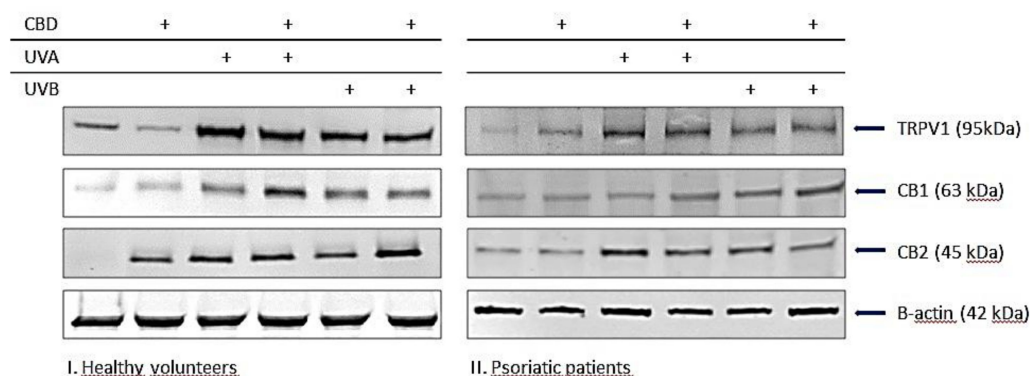 CBD + + + + + +
UVA + + + +
UVB + + + +
TRPV1 (95kDa)
CB1 (63 kDa)
CB2 (45 kDa)
B-actin (42 kDa)
I. Healthy volunteers II. Psoriatic patients